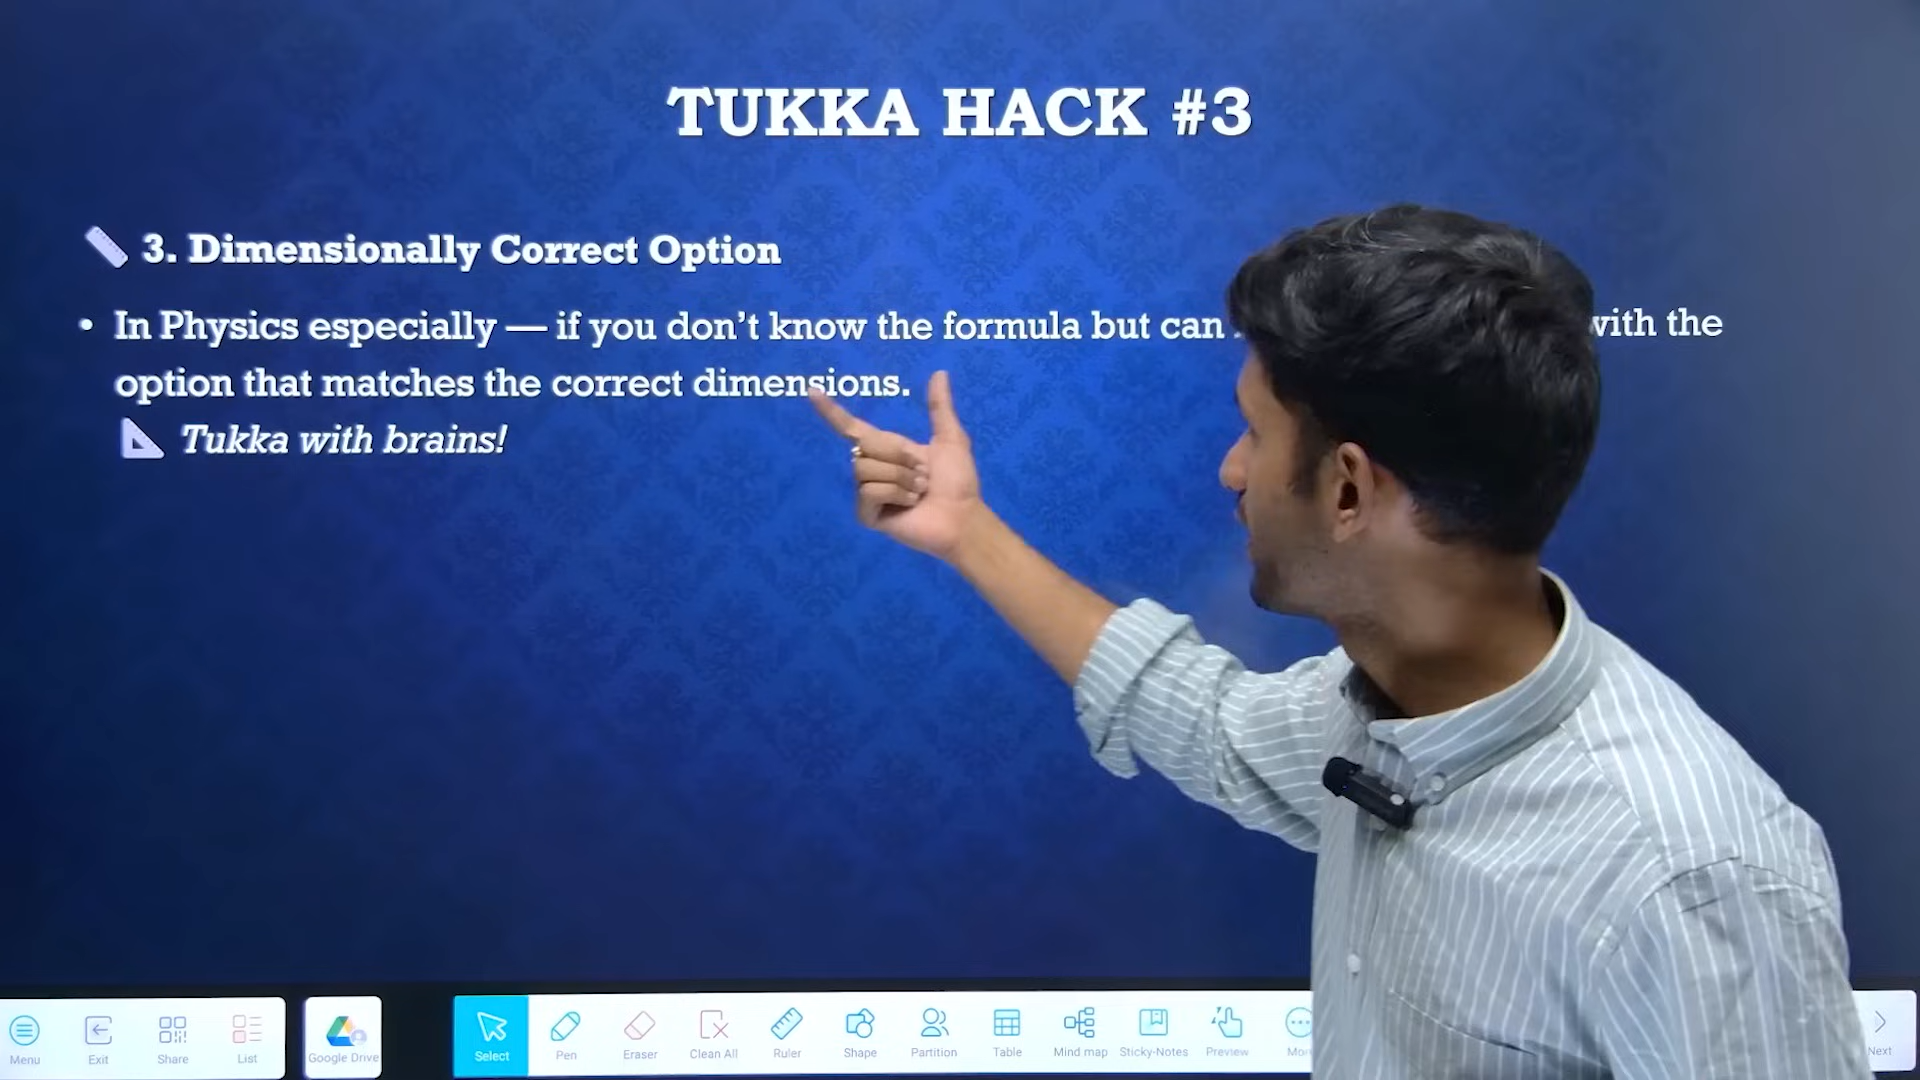 TUKKA HACK #3
3. Dimensionally Correct Option
• In Physics especially — if you don’t know the formula but can with the
option that matches the correct dimensions.
Tukka with brains!
Menu
Exit
Share
List
Google Drive
Select
Pen
Eraser
Clean All
Ruler
Shape
Partition
Table
Mind map
Sticky-Notes
Preview
Next